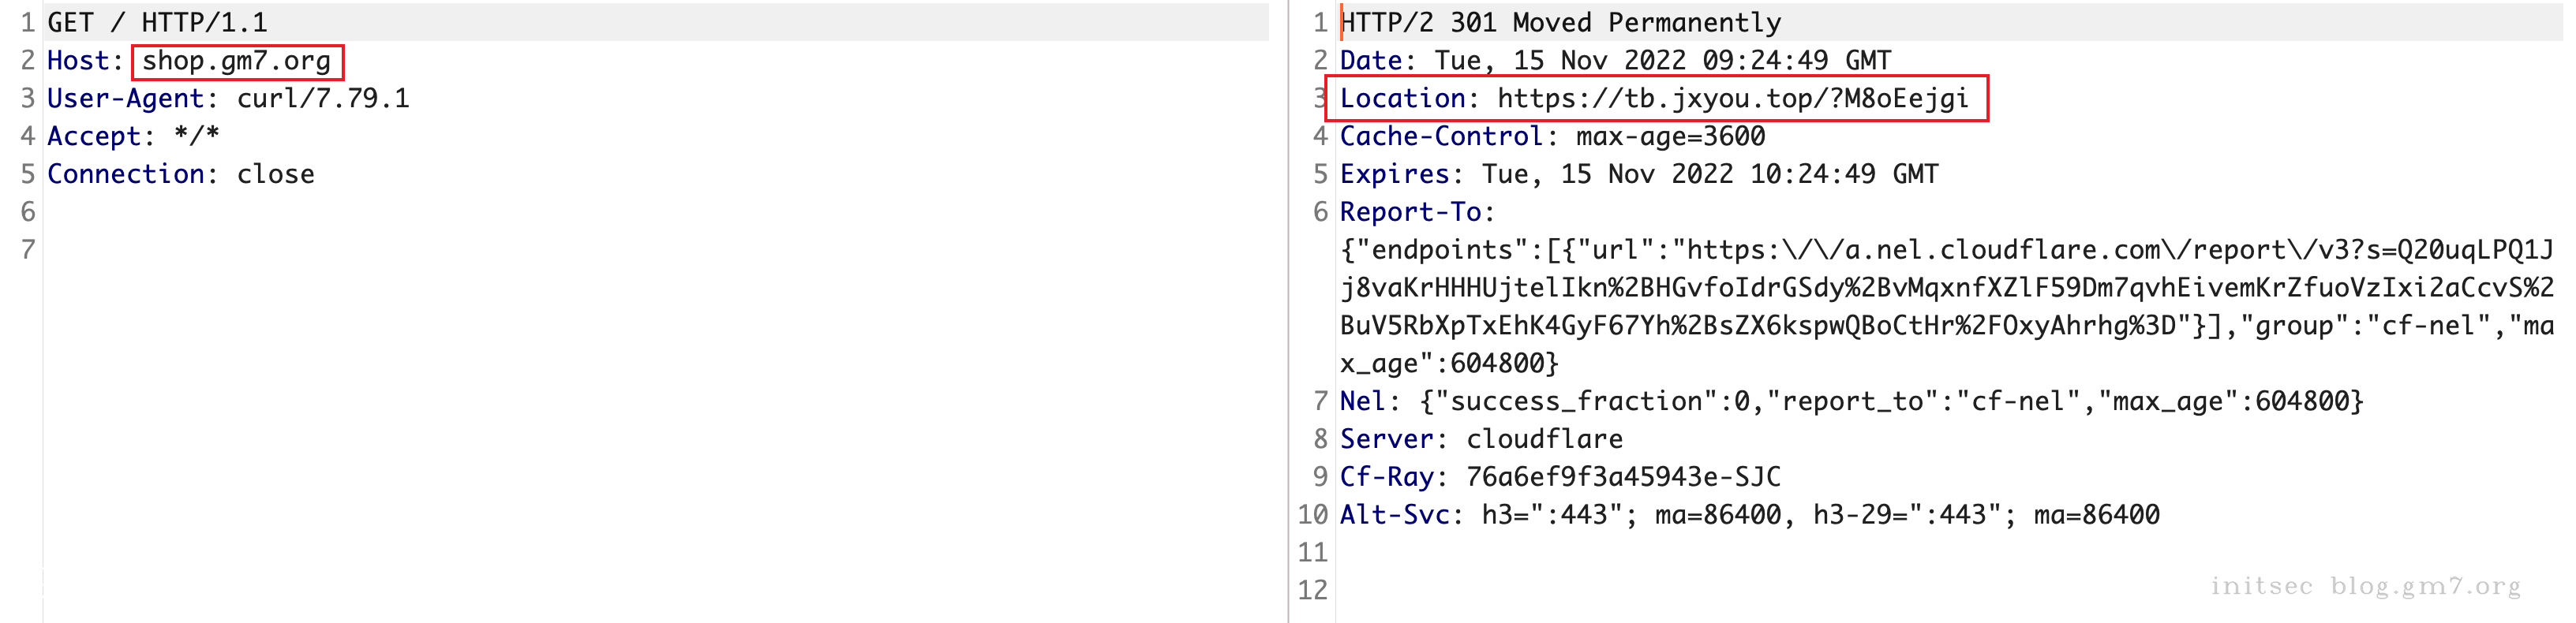 1 GET / HTTP/1.1
2 Host: shop.gm7.org
3 User-Agent: curl/7.79.1
4 Accept: */*
5 Connection: close
6
7
1 HTTP/2 301 Moved Permanently
2 Date: Tue, 15 Nov 2022 09:24:49 GMT
3 Location: https://tb.jxyou.top/?M8oEejgi
4 Cache-Control: max-age=3600
5 Expires: Tue, 15 Nov 2022 10:24:49 GMT
6 Report-To:
{"endpoints":[{"url":"https:\/\/a.nel.cloudflare.com\/report\/v3?s=Q20uqLPQ1J
j8vaKrHHHUjtelIkn%2BHGvfoIdrGSdy%2BvMqxnfXZlF59Dm7qvhEivemKrZfuoVzIxi2aCcvS%2
BuV5RbXpTxEhK4GyF67Yh%2BsZX6kspwQBoCtHr%2FOxyAhrhg%3D"}],"group":"cf-nel","ma
x_age":604800}
7 Nel: {"success_fraction":0,"report_to":"cf-nel","max_age":604800}
8 Server: cloudflare
9 Cf-Ray: 76a6ef9f3a45943e-SJC
10 Alt-Svc: h3=":443"; ma=86400, h3-29=":443"; ma=86400
11
12
initsec blog.gm7.org